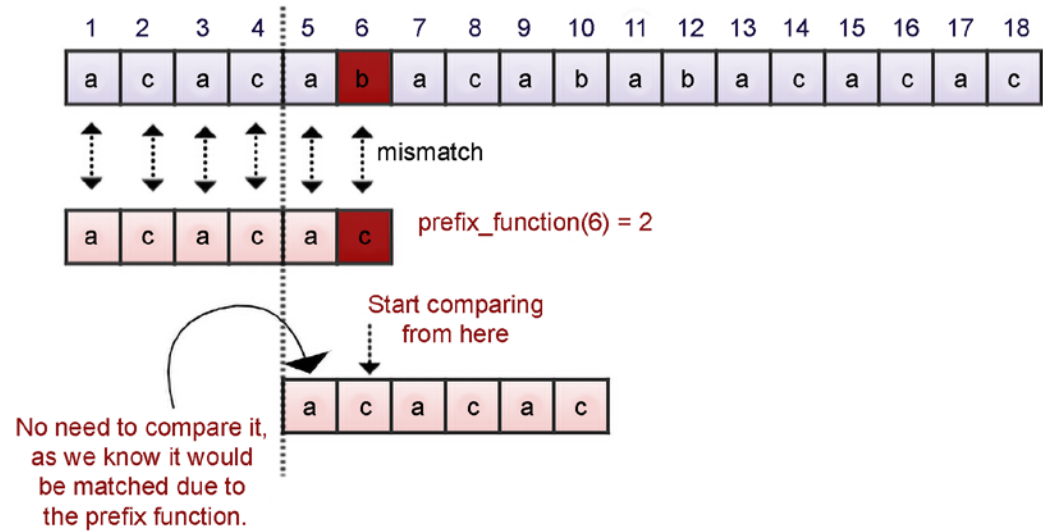 1 2 3 4 5 6 7 8 9 10 11 12 13 14 15 16 17 18
a c a c a b a c a b a b a c a c a c
mismatch
a c a c a c
prefix_function(6) = 2
Start comparing
from here
a c a c a c
No need to compare it,
as we know it would
be matched due to
the prefix function.